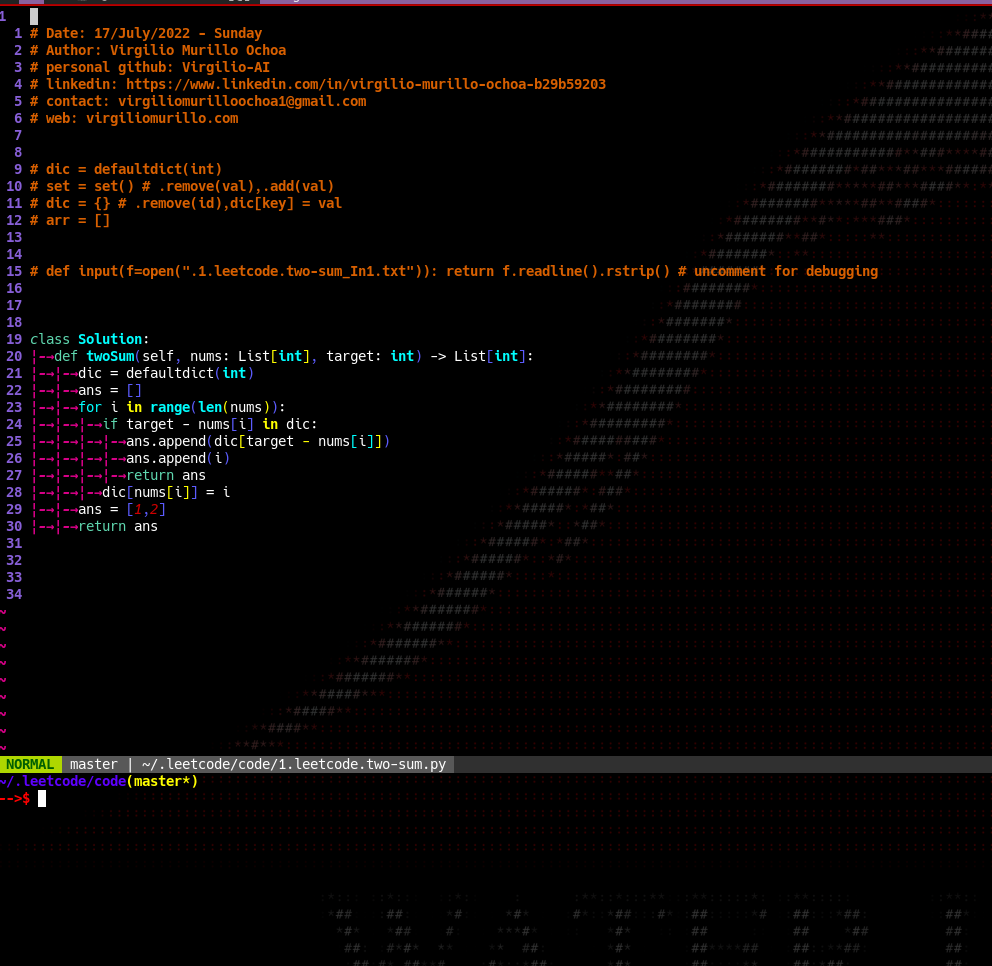 1
1 # Date: 17/July/2022 - Sunday
2 # Author: Virgilio Murillo Ochoa
3 # personal github: Virgilio-AI
4 # linkedin: https://www.linkedin.com/in/virgilio-murillo-ochoa-b29b59203
5 # contact: virgiliomurilloochoa1@gmail.com
6 # web: virgiliomurillo.com
7
8
9 # dic = defaultdict(int)
10 # set = set() # .remove(val),.add(val)
11 # dic = {} # .remove(id),dic[key] = val
12 # arr = []
13
14
15 # def input(f=open(".1.leetcode.two-sum_In1.txt")): return f.readline().rstrip() # uncomment for debugging
16
17
18
19 class Solution:
20 ¦-→def twoSum(self, nums: List[int], target: int) -> List[int]:
21 ¦-→¦-→dic = defaultdict(int)
22 ¦-→¦-→ans = []
23 ¦-→¦-→for i in range(len(nums)):
24 ¦-→¦-→¦-→if target - nums[i] in dic:
25 ¦-→¦-→¦-→¦-→ans.append(dic[target - nums[i]])
26 ¦-→¦-→¦-→¦-→ans.append(i)
27 ¦-→¦-→¦-→¦-→return ans
28 ¦-→¦-→¦-→dic[nums[i]] = i
29 ¦-→¦-→ans = [1,2]
30 ¦-→¦-→return ans
31
32
33
34
~
~
~
~
~
~
~
~
~
NORMAL master | ~/.leetcode/code/1.leetcode.two-sum.py
~/.leetcode/code(master*)
-->$